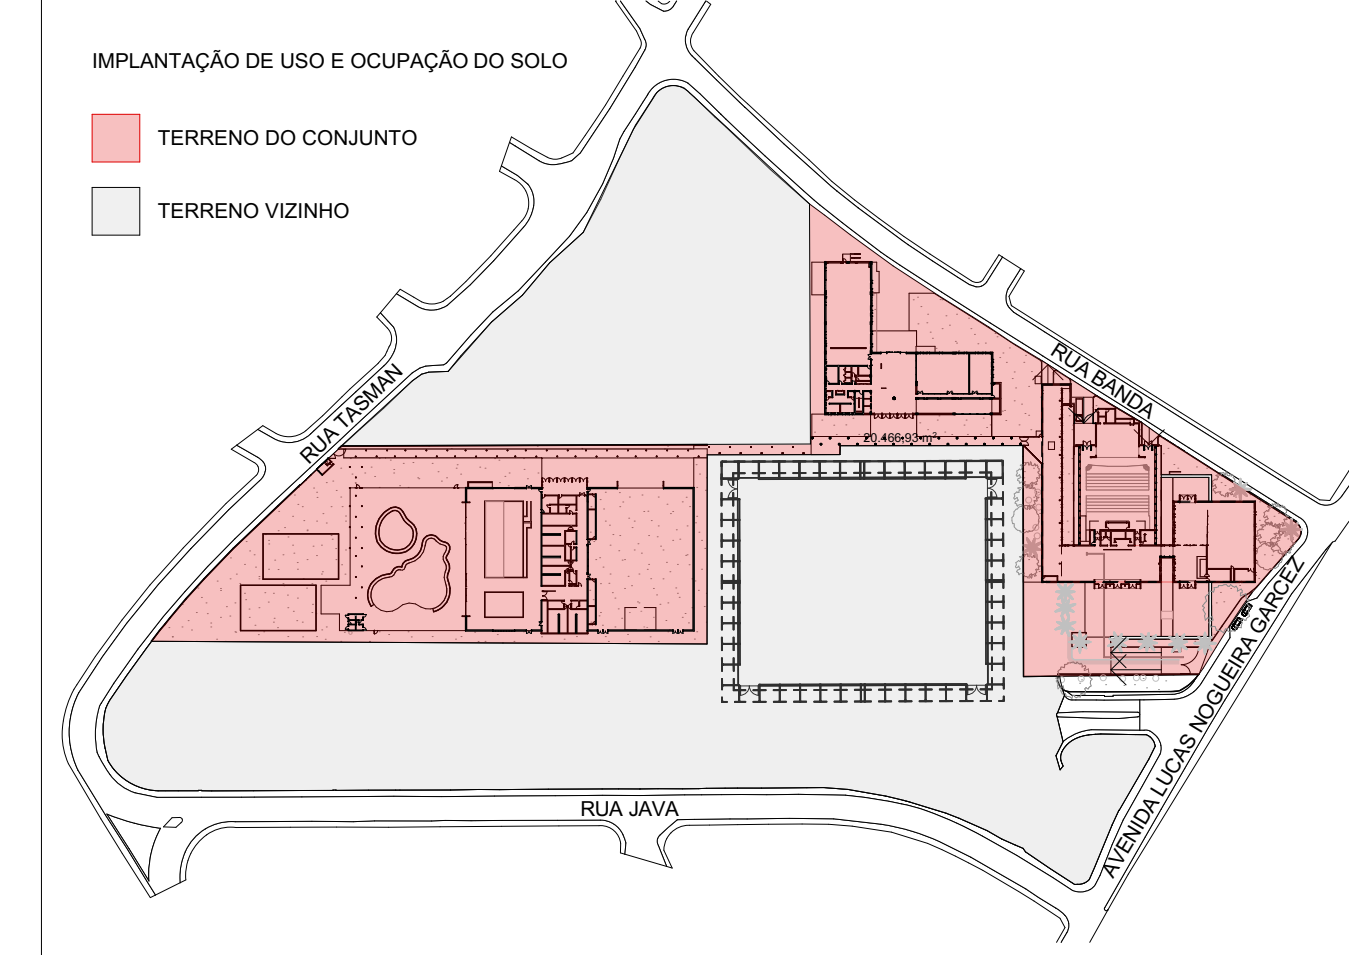 IMPLANTAÇÃO DE USO E OCUPAÇÃO DO SOLO
TERRENO DO CONJUNTO
TERRENO VIZINHO
RUA TASMAN
RUA BANDA
20.466,93 m²
AVENIDA LUCAS NOGUEIRA GARCEZ
RUA JAVA